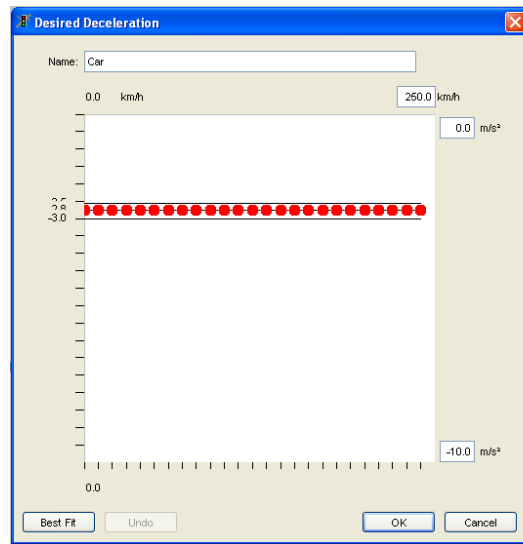 Desired Deceleration
Name: Car
0.0 km/h 250.0 km/h
0.0 m/s²
-3.0
-10.0 m/s²
0.0
Best Fit Undo OK Cancel